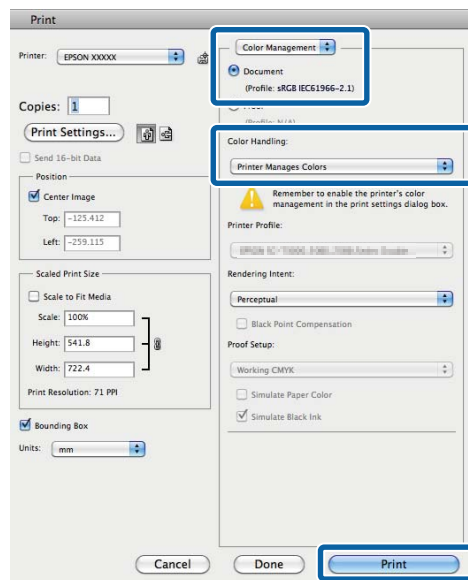 Print
Printer: EPSON XXXXX
Copies: 1
Print Settings...
Send 16-bit Data
Position
Center Image
Top: -125.412
Left: -259.115
Scaled Print Size
Scale to Fit Media
Scale: 100%
Height: 541.8
Width: 722.4
Print Resolution: 71 PPI
Bounding Box
Units: mm
Color Management
Document
(Profile: sRGB IEC61966-2.1)
Color Handling:
Printer Manages Colors
Remember to enable the printer's color
management in the print settings dialog box.
Printer Profile:
Rendering Intent:
Perceptual
Black Point Compensation
Proof Setup:
Working CMYK
Simulate Paper Color
Simulate Black Ink
Cancel
Done
Print